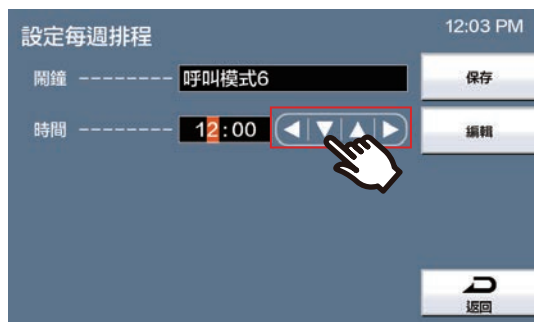 設定每週排程
12:03 PM
鬧鐘 -------- 呼叫模式6
保存
時間 -------- 12:00
編輯
返回